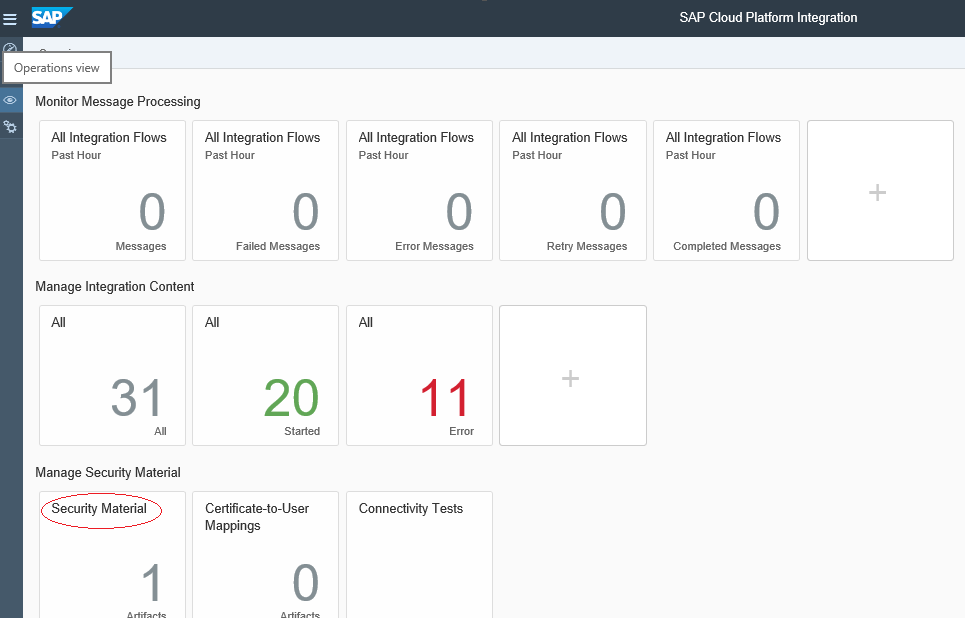 SAP
SAP Cloud Platform Integration
Operations view
Monitor Message Processing
All Integration Flows
Past Hour
0
Messages
All Integration Flows
Past Hour
0
Failed Messages
All Integration Flows
Past Hour
0
Error Messages
All Integration Flows
Past Hour
0
Retry Messages
All Integration Flows
Past Hour
0
Completed Messages
+
Manage Integration Content
All
31
All
All
20
Started
All
11
Error
+
Manage Security Material
Security Material
1
Artifacts
Certificate-to-User
Mappings
0
Artifacts
Connectivity Tests